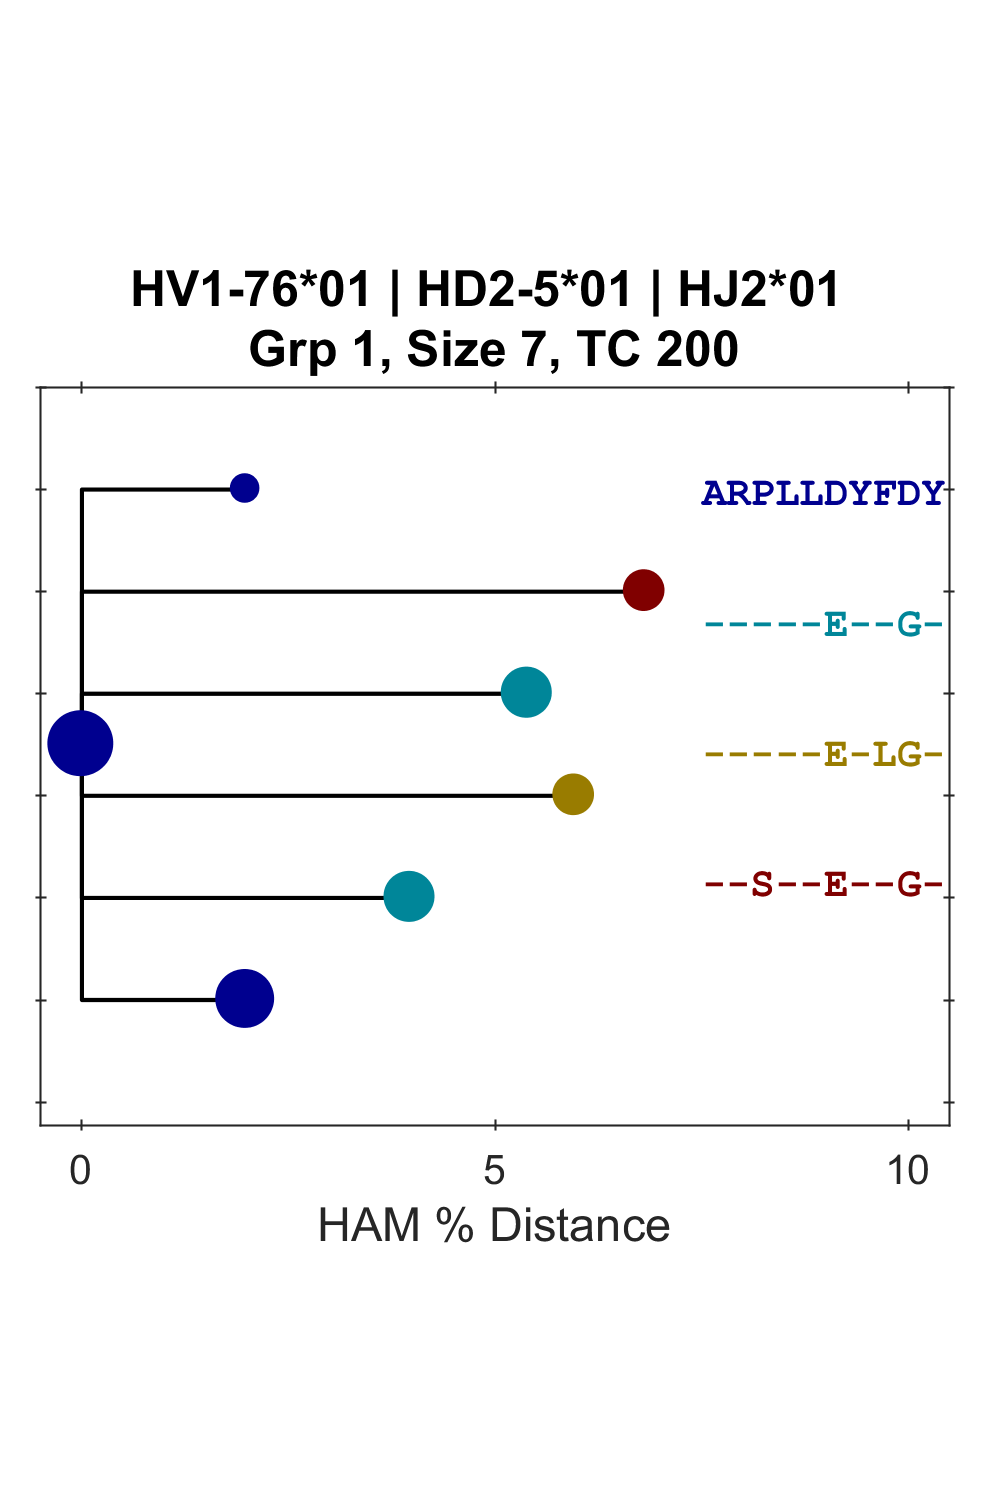 HV1-76*01 | HD2-5*01 | HJ2*01
Grp 1, Size 7, TC 200
ARPLLDYFDY
-----E--G-
-----E-LG-
--S--E--G-
0 5 10
HAM % Distance